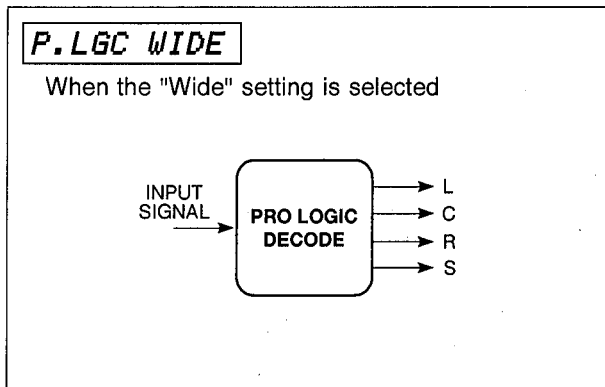 P.LGC WIDE
When the "Wide" setting is selected
INPUT
SIGNAL
PRO LOGIC
DECODE
L
C
R
S